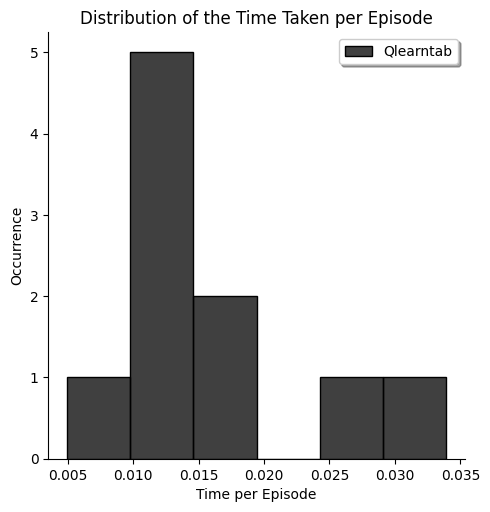 Distribution of the Time Taken per Episode
Qlearntab
5
4
3
2
1
0
Occurrence
0.005 0.010 0.015 0.020 0.025 0.030 0.035
Time per Episode